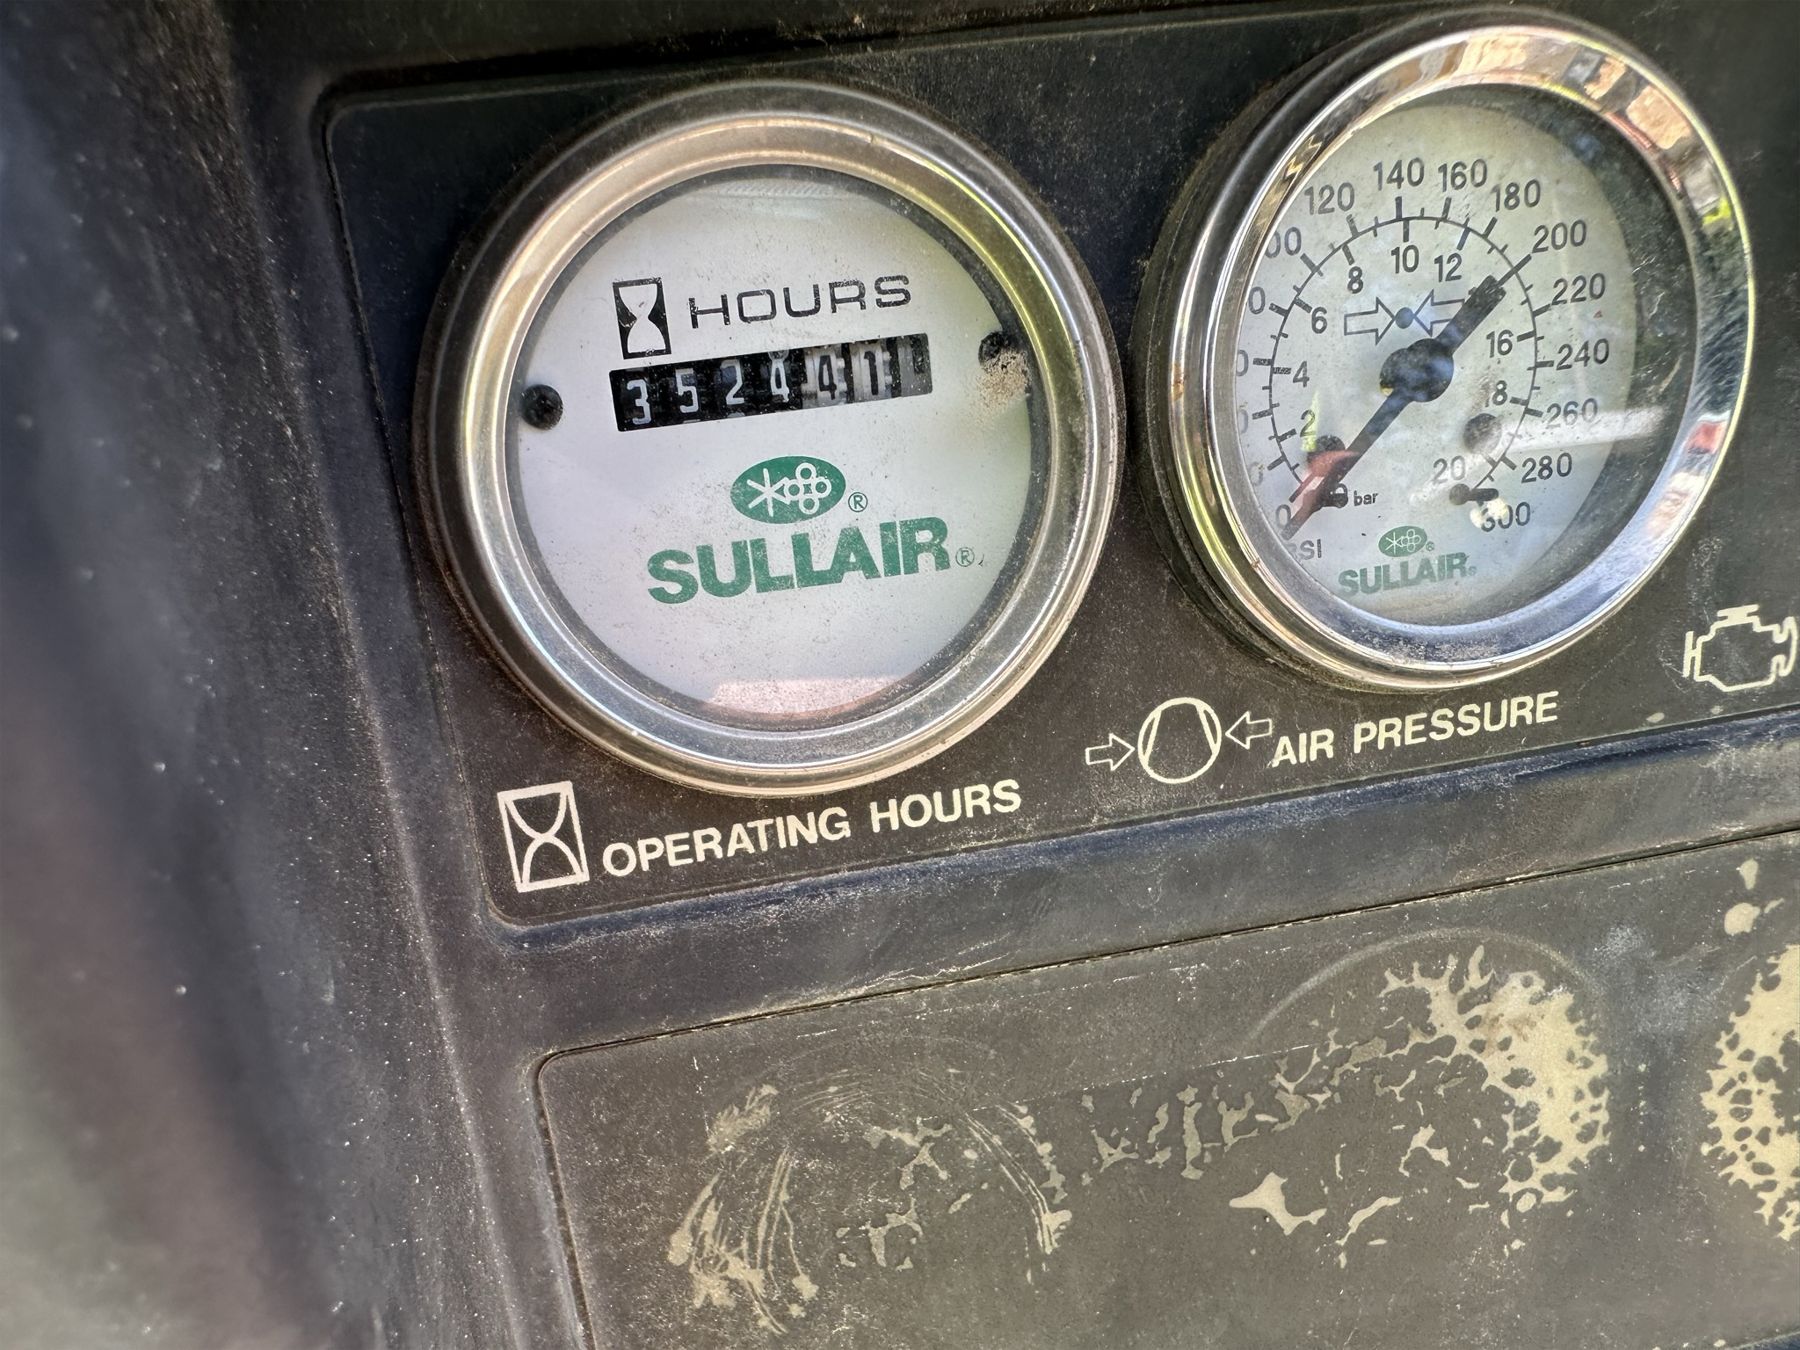 HOURS
352441
®
SULLAIR®
OPERATING HOURS
120 140 160 180 200 220 240 260 280 300
2 4 6 8 10 12 16 18 20
bar
SULLAIR®
AIR PRESSURE